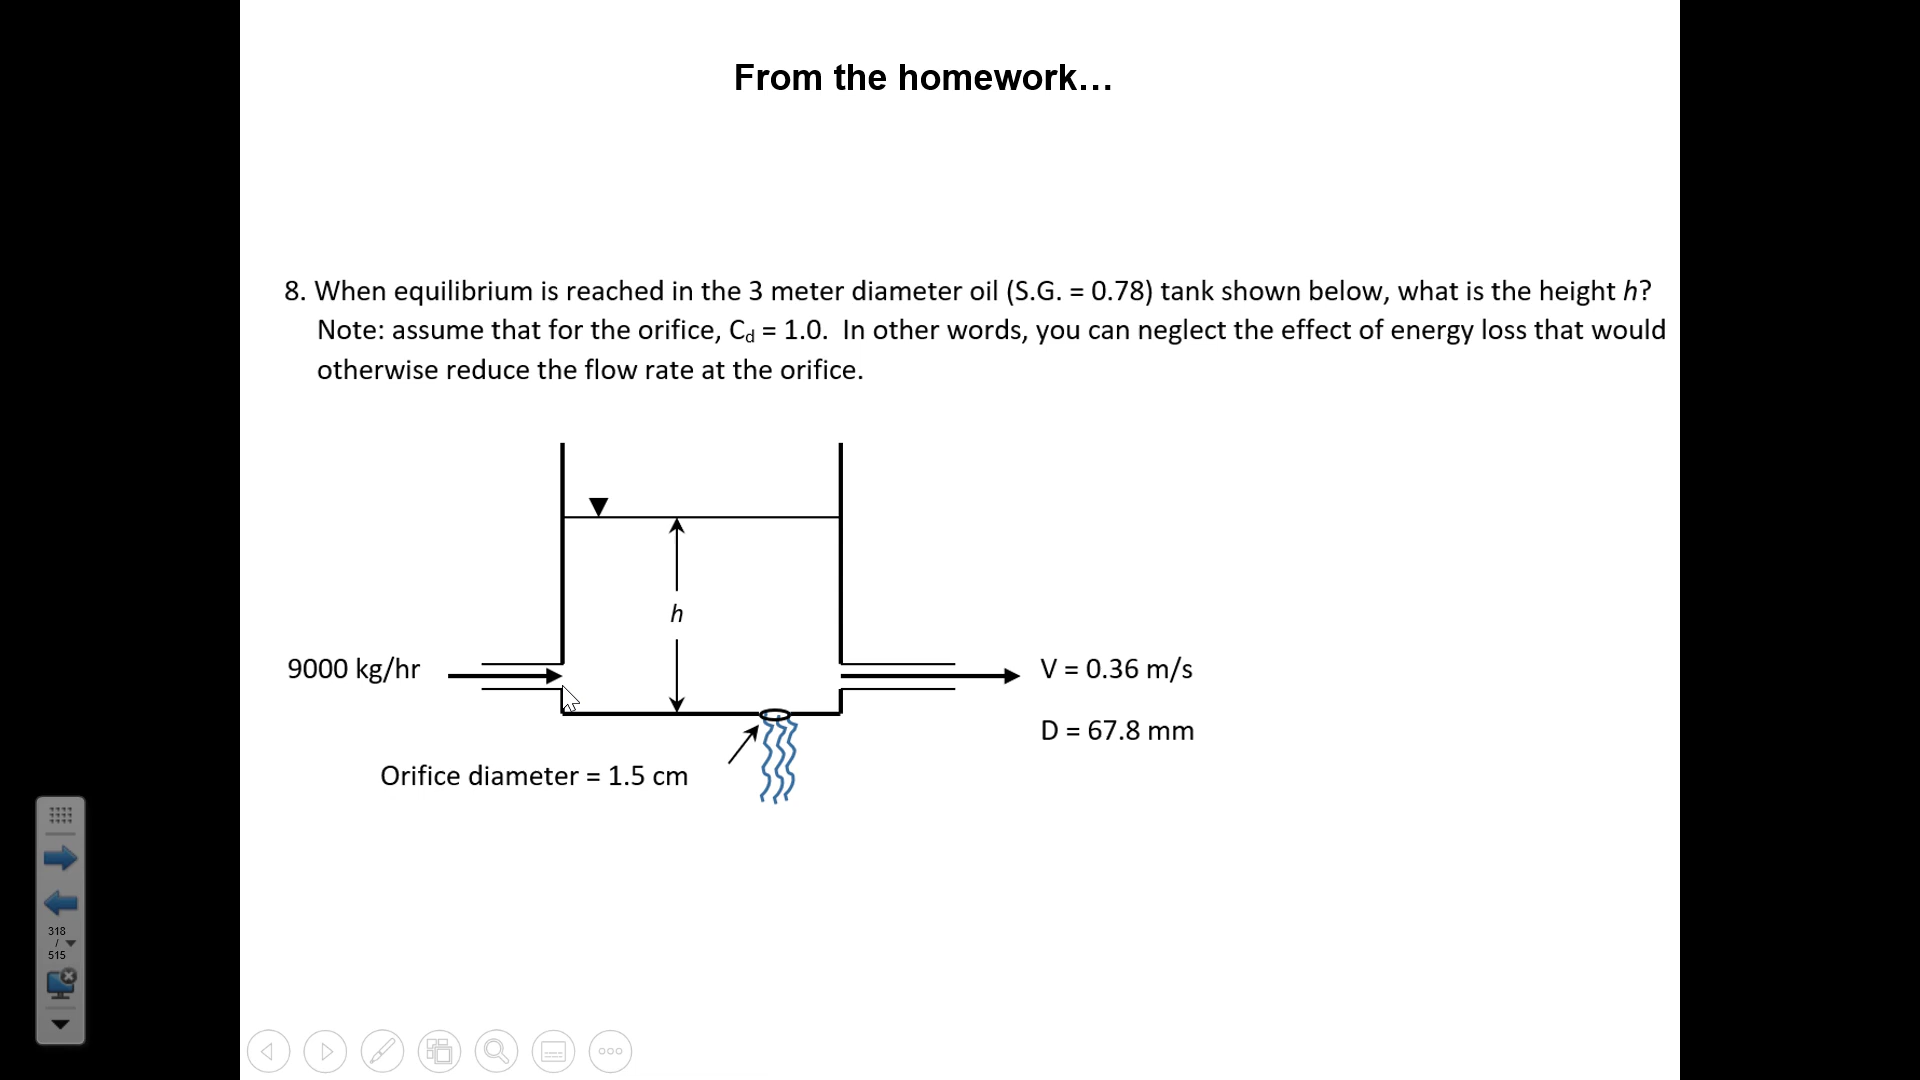 From the homework…
8. When equilibrium is reached in the 3 meter diameter oil (S.G. = 0.78) tank shown below, what is the height h?
Note: assume that for the orifice, Cd = 1.0. In other words, you can neglect the effect of energy loss that would
otherwise reduce the flow rate at the orifice.
h
9000 kg/hr
V = 0.36 m/s
D = 67.8 mm
Orifice diameter = 1.5 cm
318
/
515